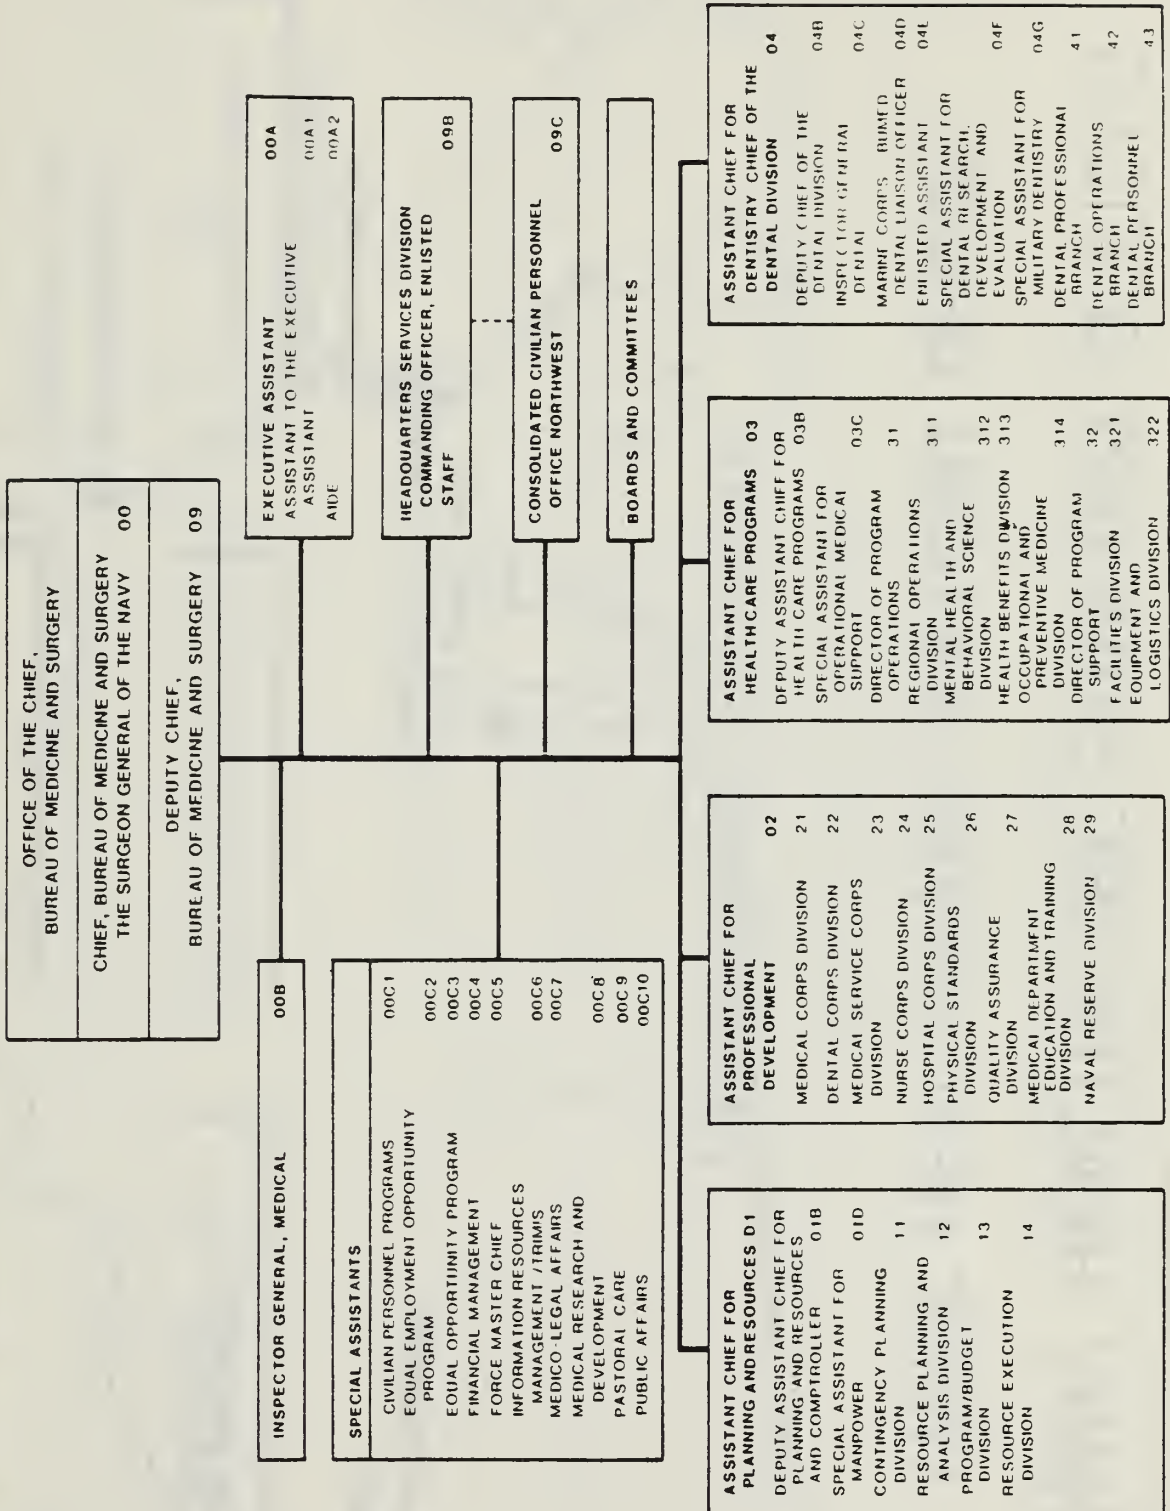 OFFICE OF THE CHIEF,
BUREAU OF MEDICINE AND SURGERY
CHIEF, BUREAU OF MEDICINE AND SURGERY
THE SURGEON GENERAL OF THE NAVY 00
DEPUTY CHIEF,
BUREAU OF MEDICINE AND SURGERY 09
INSPECTOR GENERAL, MEDICAL 00B
SPECIAL ASSISTANTS
CIVILIAN PERSONNEL PROGRAMS 00C1
EQUAL EMPLOYMENT OPPORTUNITY
PROGRAM 00C2
EQUAL OPPORTUNITY PROGRAM 00C3
FINANCIAL MANAGEMENT 00C4
FORCE MASTER CHIEF 00C5
INFORMATION RESOURCES
MANAGEMENT /TRIMIS 00C6
MEDICO-LEGAL AFFAIRS 00C7
MEDICAL RESEARCH AND
DEVELOPMENT 00C8
PASTORAL CARE 00C9
PUBLIC AFFAIRS 00C10
EXECUTIVE ASSISTANT 00A
ASSISTANT TO THE EXECUTIVE
ASSISTANT 00A1
AIDE 00A2
HEADQUARTERS SERVICES DIVISION
COMMANDING OFFICER, ENLISTED
STAFF 09B
CONSOLIDATED CIVILIAN PERSONNEL
OFFICE NORTHWEST 09C
BOARDS AND COMMITTEES
ASSISTANT CHIEF FOR
PLANNING AND RESOURCES D1
DEPUTY ASSISTANT CHIEF FOR
PLANNING AND RESOURCES
AND COMPTROLLER 01B
SPECIAL ASSISTANT FOR
MANPOWER 01D
CONTINGENCY PLANNING
DIVISION 11
RESOURCE PLANNING AND
ANALYSIS DIVISION 12
PROGRAM/BUDGET
DIVISION 13
RESOURCE EXECUTION
DIVISION 14
ASSISTANT CHIEF FOR
PROFESSIONAL
DEVELOPMENT 02
MEDICAL CORPS DIVISION 21
DENTAL CORPS DIVISION 22
MEDICAL SERVICE CORPS
DIVISION 23
NURSE CORPS DIVISION 24
HOSPITAL CORPS DIVISION 25
PHYSICAL STANDARDS
DIVISION 26
QUALITY ASSURANCE
DIVISION 27
MEDICAL DEPARTMENT
EDUCATION AND TRAINING
DIVISION 28
NAVAL RESERVE DIVISION 29
ASSISTANT CHIEF FOR
HEALTHCARE PROGRAMS 03
DEPUTY ASSISTANT CHIEF FOR
HEALTH CARE PROGRAMS 03B
SPECIAL ASSISTANT FOR
OPERATIONAL MEDICAL
SUPPORT 03C
DIRECTOR OF PROGRAM
OPERATIONS 31
REGIONAL OPERATIONS
DIVISION 311
MENTAL HEALTH AND
BEHAVIORAL SCIENCE
DIVISION 312
HEALTH BENEFITS DIVISION 313
OCCUPATIONAL AND
PREVENTIVE MEDICINE
DIVISION 314
DIRECTOR OF PROGRAM
SUPPORT 32
FACILITIES DIVISION 321
EQUIPMENT AND
LOGISTICS DIVISION 322
ASSISTANT CHIEF FOR
DENTISTRY CHIEF OF THE
DENTAL DIVISION 04
DEPUTY CHIEF OF THE
DENTAL DIVISION 04B
INSPECTOR GENERAL
DENTAL 04C
MARINE CORPS BUMED
DENTAL LIAISON OFFICER 04D
ENLISTED ASSISTANT 04E
SPECIAL ASSISTANT FOR
DENTAL RESEARCH,
DEVELOPMENT AND
EVALUATION 04F
SPECIAL ASSISTANT FOR
MILITARY DENTISTRY 04G
DENTAL PROFESSIONAL
BRANCH 41
DENTAL OPERATIONS
BRANCH 42
DENTAL PERSONNEL
BRANCH 43